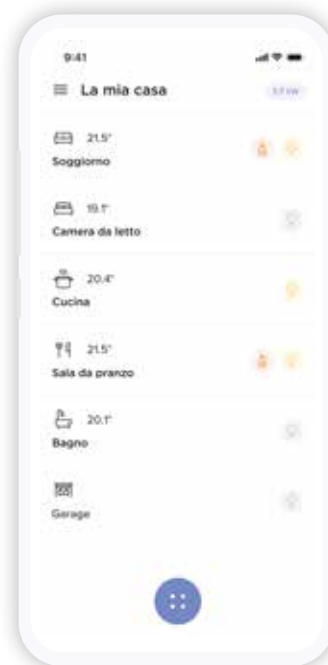 9:41
La mia casa
21.5°
Soggiorno
19.1°
Camera da letto
20.4°
Cucina
21.5°
Sala da pranzo
20.1°
Bagno
Garage